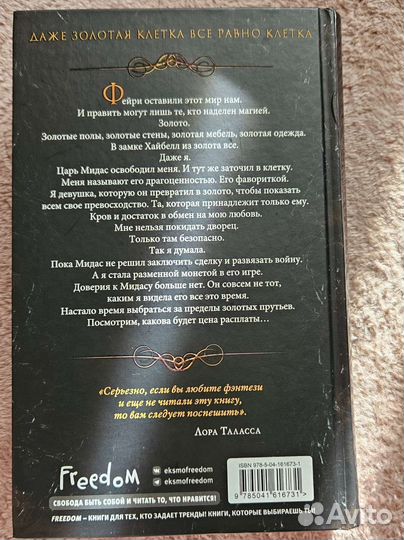 ДАЖЕ ЗОЛОТАЯ КЛЕТКА ВСЕ РАВНО КЛЕТКА
Фейри оставили этот мир нам.
И править могут лишь те, кто наделен магией.
Золото.
Золотые полы, золотые стены, золотая мебель, золотая одежда.
В замке Хайбелл из золота все.
Даже я.
Царь Мидас освободил меня. И тут же заточил в клетку.
Меня называют его драгоценностью. Его фавориткой.
Я девушка, которую он превратил в золото, чтобы показать
всем свое превосходство. Та, которая принадлежит только ему.
Кров и достаток в обмен на мою любовь.
Мне нельзя покидать дворец.
Только там безопасно.
Так я думала.
Пока Мидас не решил заключить сделку и развязать войну.
А я стала разменной монетой в его игре.
Доверия к Мидасу больше нет. Он совсем не тот,
каким я видела его все это время.
Настало время выбраться за пределы золотых прутьев.
Посмотрим, какова будет цена расплаты...
«Серьезно, если вы любите фэнтези
и еще не читали эту книгу,
то вам следует поспешить».
ЛОРА ТАЛАССА
Freedom
eksmofreedom
eksmofreedom
ISBN 978-5-04-161673-1
9 785041 616731 >
СВОБОДА БЫТЬ СОБОЙ И ЧИТАТЬ ТО, ЧТО НРАВИТСЯ!
FREEDOM – КНИГИ ДЛЯ ТЕХ, КТО ЗАДАЕТ ТРЕНДЫ! КНИГИ, КОТОРЫЕ ВЫБИРАЕШЬ ТЫ!
Avito